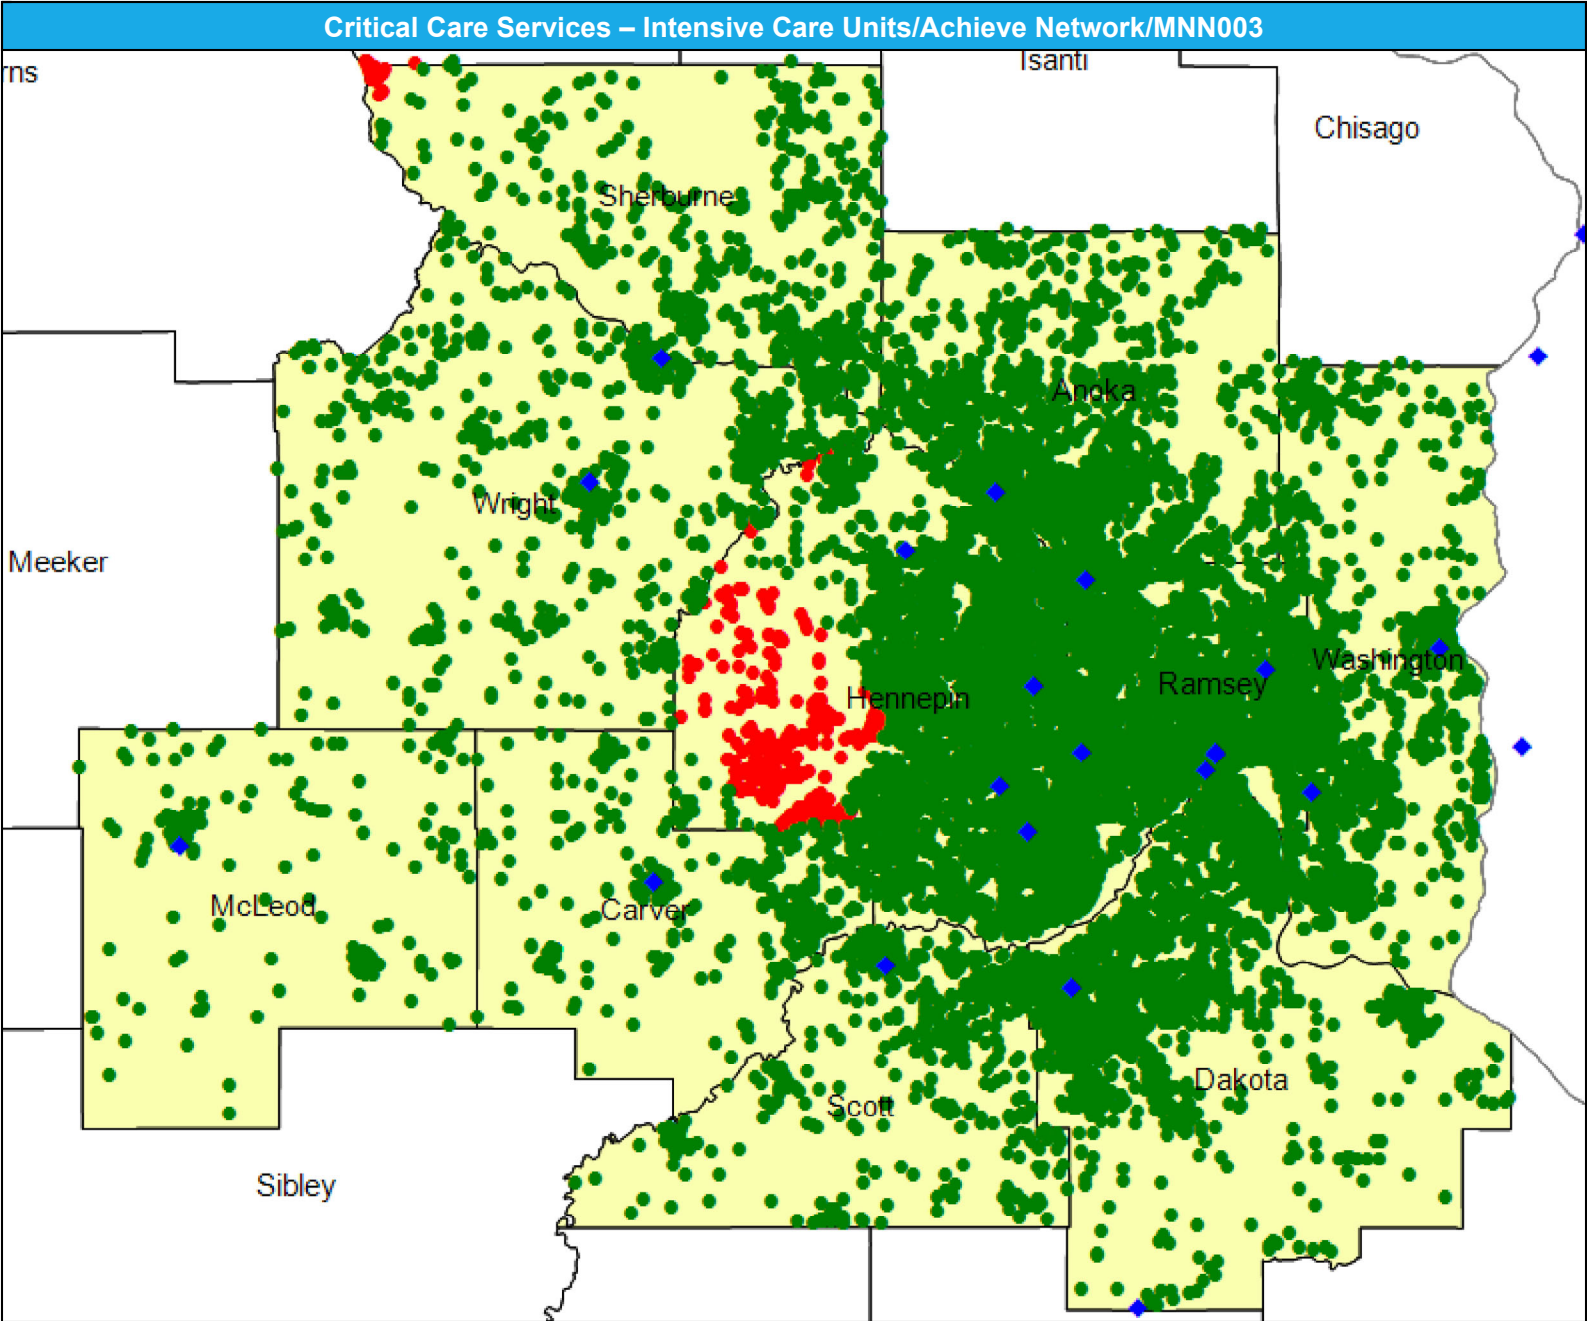 Critical Care Services – Intensive Care Units/Achieve Network/MNN003
rns
Isanti
Chisago
Sherburne
Anoka
Wright
Meeker
Washington
Ramsey
Hennepin
McLeod
Carver
Dakota
Scott
Sibley